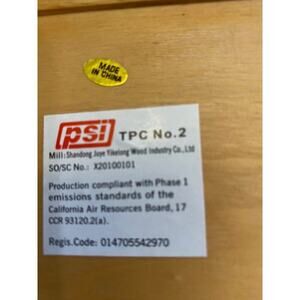 MADE
IN CHINA
psi TPC No.2
Mill: Shandong Juye Yikelong Wood Industry Co., Ltd
SO/SC No.: X20100101
Production compliant with Phase 1
emissions standards of the
California Air Resources Board, 17
CCR 93120.2(a).
Regis.Code: 014705542970